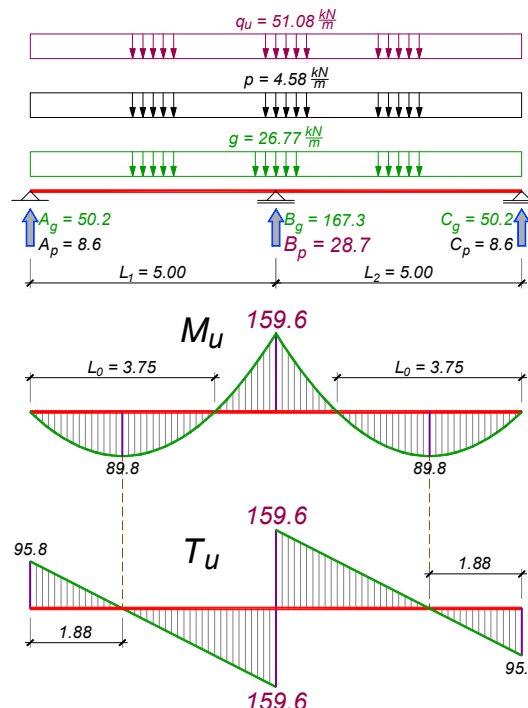 qu = 51.08 kN/m
p = 4.58 kN/m
g = 26.77 kN/m
Ag = 50.2
Bg = 167.3
Cg = 50.2
Ap = 8.6
Bp = 28.7
Cp = 8.6
L1 = 5.00
L2 = 5.00
Mu
159.6
L0 = 3.75
L0 = 3.75
89.8
89.8
159.6
95.8
Tu
1.88
1.88
95.
159.6